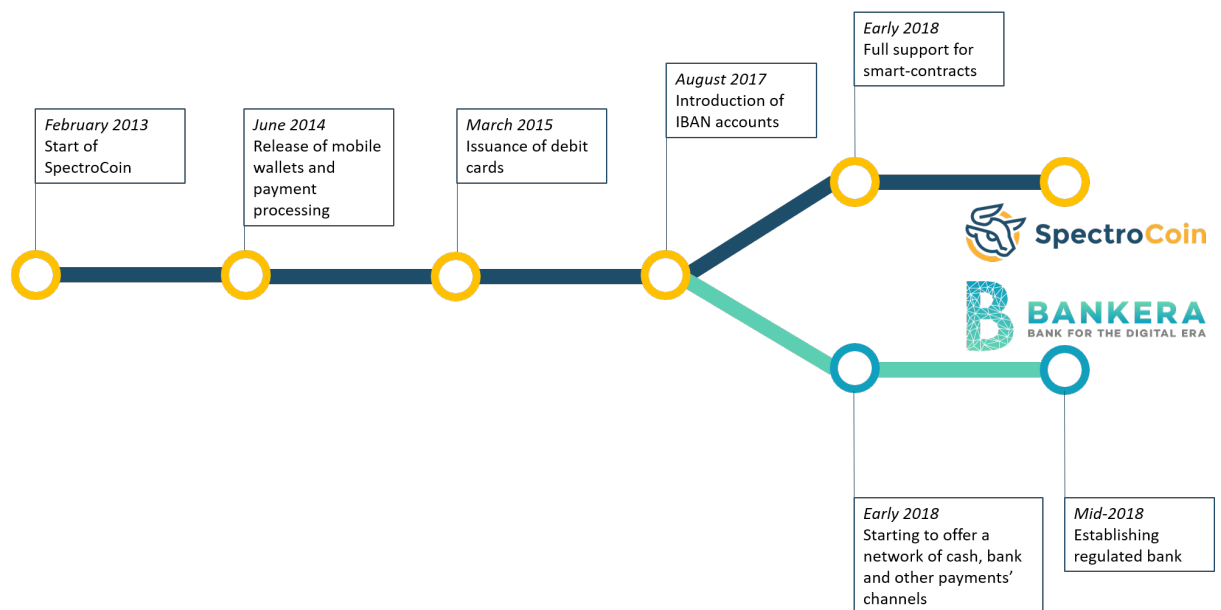 February 2013
Start of
SpectroCoin
June 2014
Release of mobile
wallets and
payment
processing
March 2015
Issuance of debit
cards
August 2017
Introduction of
IBAN accounts
Early 2018
Full support for
smart-contracts
SpectroCoin
BANKERA
BANK FOR THE DIGITAL ERA
Early 2018
Starting to offer a
network of cash, bank
and other payments’
channels
Mid-2018
Establishing
regulated bank